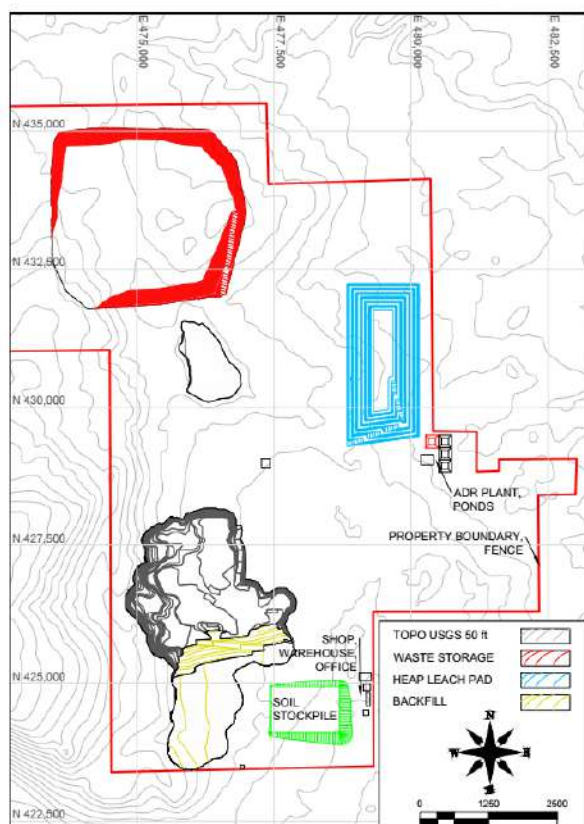 E 475,000
E 477,500
E 480,000
E 482,500
N 435,000
N 432,500
N 430,000
N 427,500
N 425,000
N 422,500
ADR PLANT,
PONDS
PROPERTY BOUNDARY,
FENCE
SHOP,
WAREHOUSE,
OFFICE
SOIL
STOCKPILE
TOPO USGS 50 ft
WASTE STORAGE
HEAP LEACH PAD
BACKFILL
N
W
E
S
0 1250 2500